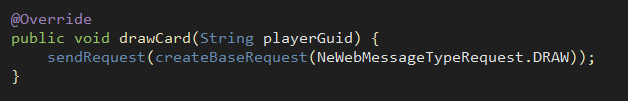 @Override
public void drawCard(String playerGuid) {
    sendRequest(createBaseRequest(NeWebMessageTypeRequest.DRAW));
}